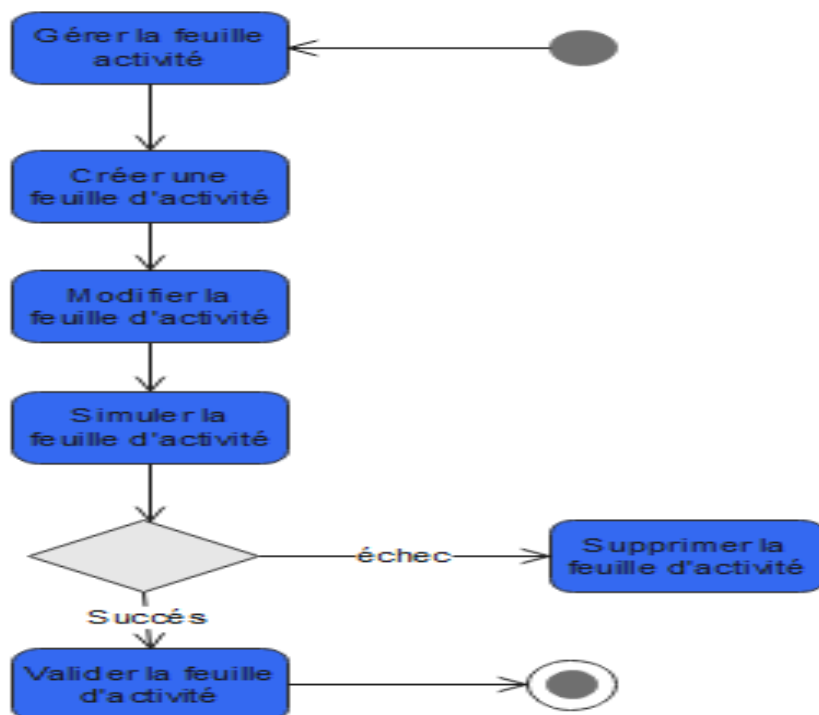 Gérer la feuille
activité
Créer une
feuille d'activité
Modifier la
feuille d'activité
Simuler la
feuille d'activité
échec
Supprimer la
feuille d'activité
Succés
Valider la feuille
d'activité